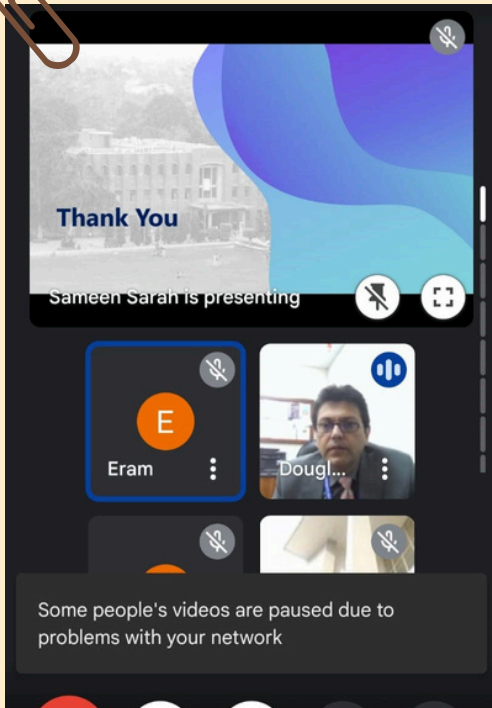 Thank You
Sameen Sarah is presenting
E
Eram
Dougl...
Some people's videos are paused due to
problems with your network